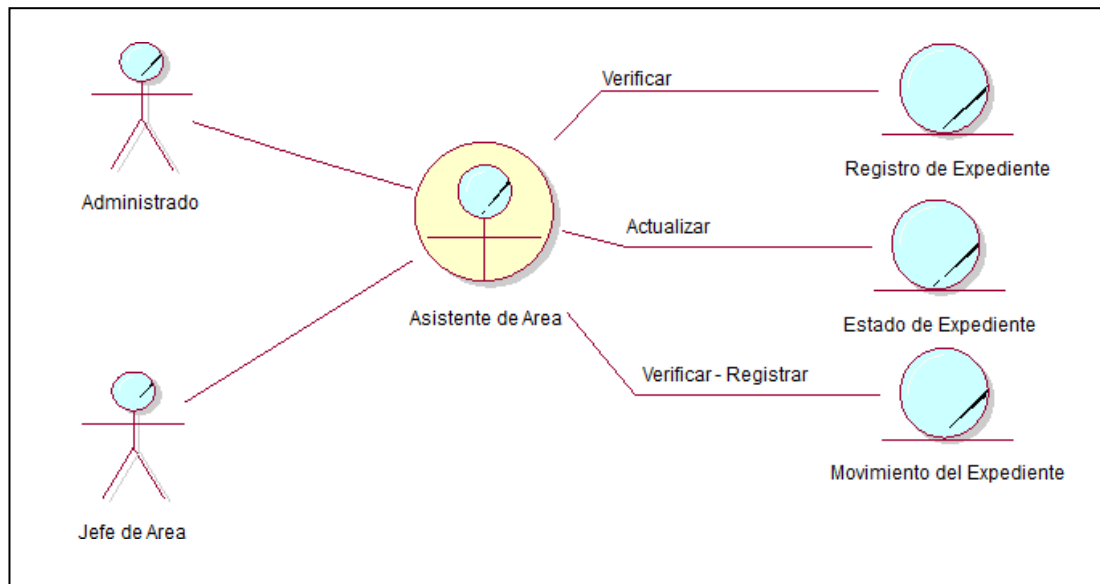 Verificar
Registro de Expediente
Administrado
Actualizar
Asistente de Area
Estado de Expediente
Verificar - Registrar
Movimiento del Expediente
Jefe de Area